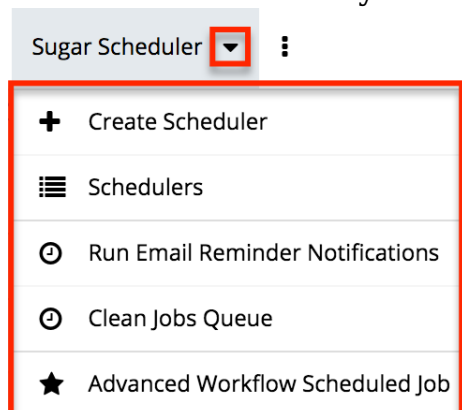 Sugar Scheduler
Create Scheduler
Schedulers
Run Email Reminder Notifications
Clean Jobs Queue
Advanced Workflow Scheduled Job